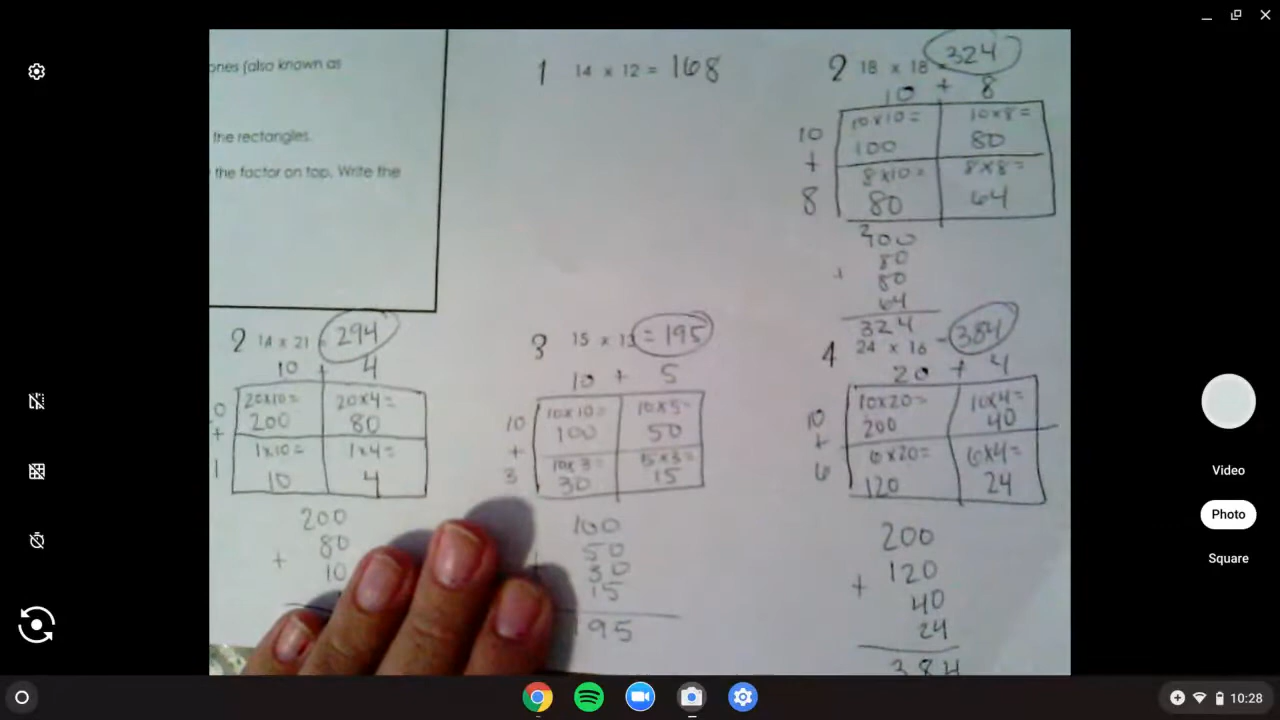 ones (also known as
the rectangles.
the factor on top. Write the
1 14 x 12 = 168
2 18 x 18 = 324
10 + 8
10 + 8
10x10= 100
10x8= 80
8x10= 80
8x8= 64
80
+ 80
64
324
2 14 x 21 = 294
10 + 4
+ 1
20x10= 200
20x4= 80
1x10= 10
1x4= 4
200
80
+ 10
3 15 x 13 = 195
10 + 5
10 + 3
10x10= 100
10x5= 50
10x3= 30
5x3= 15
100
50
+ 30
15
195
4 24 x 16 = 384
20 + 4
10 + 6
10x20= 200
10x4= 40
6x20= 120
6x4= 24
200
+ 120
40
24
384
Video
Photo
Square
10:28